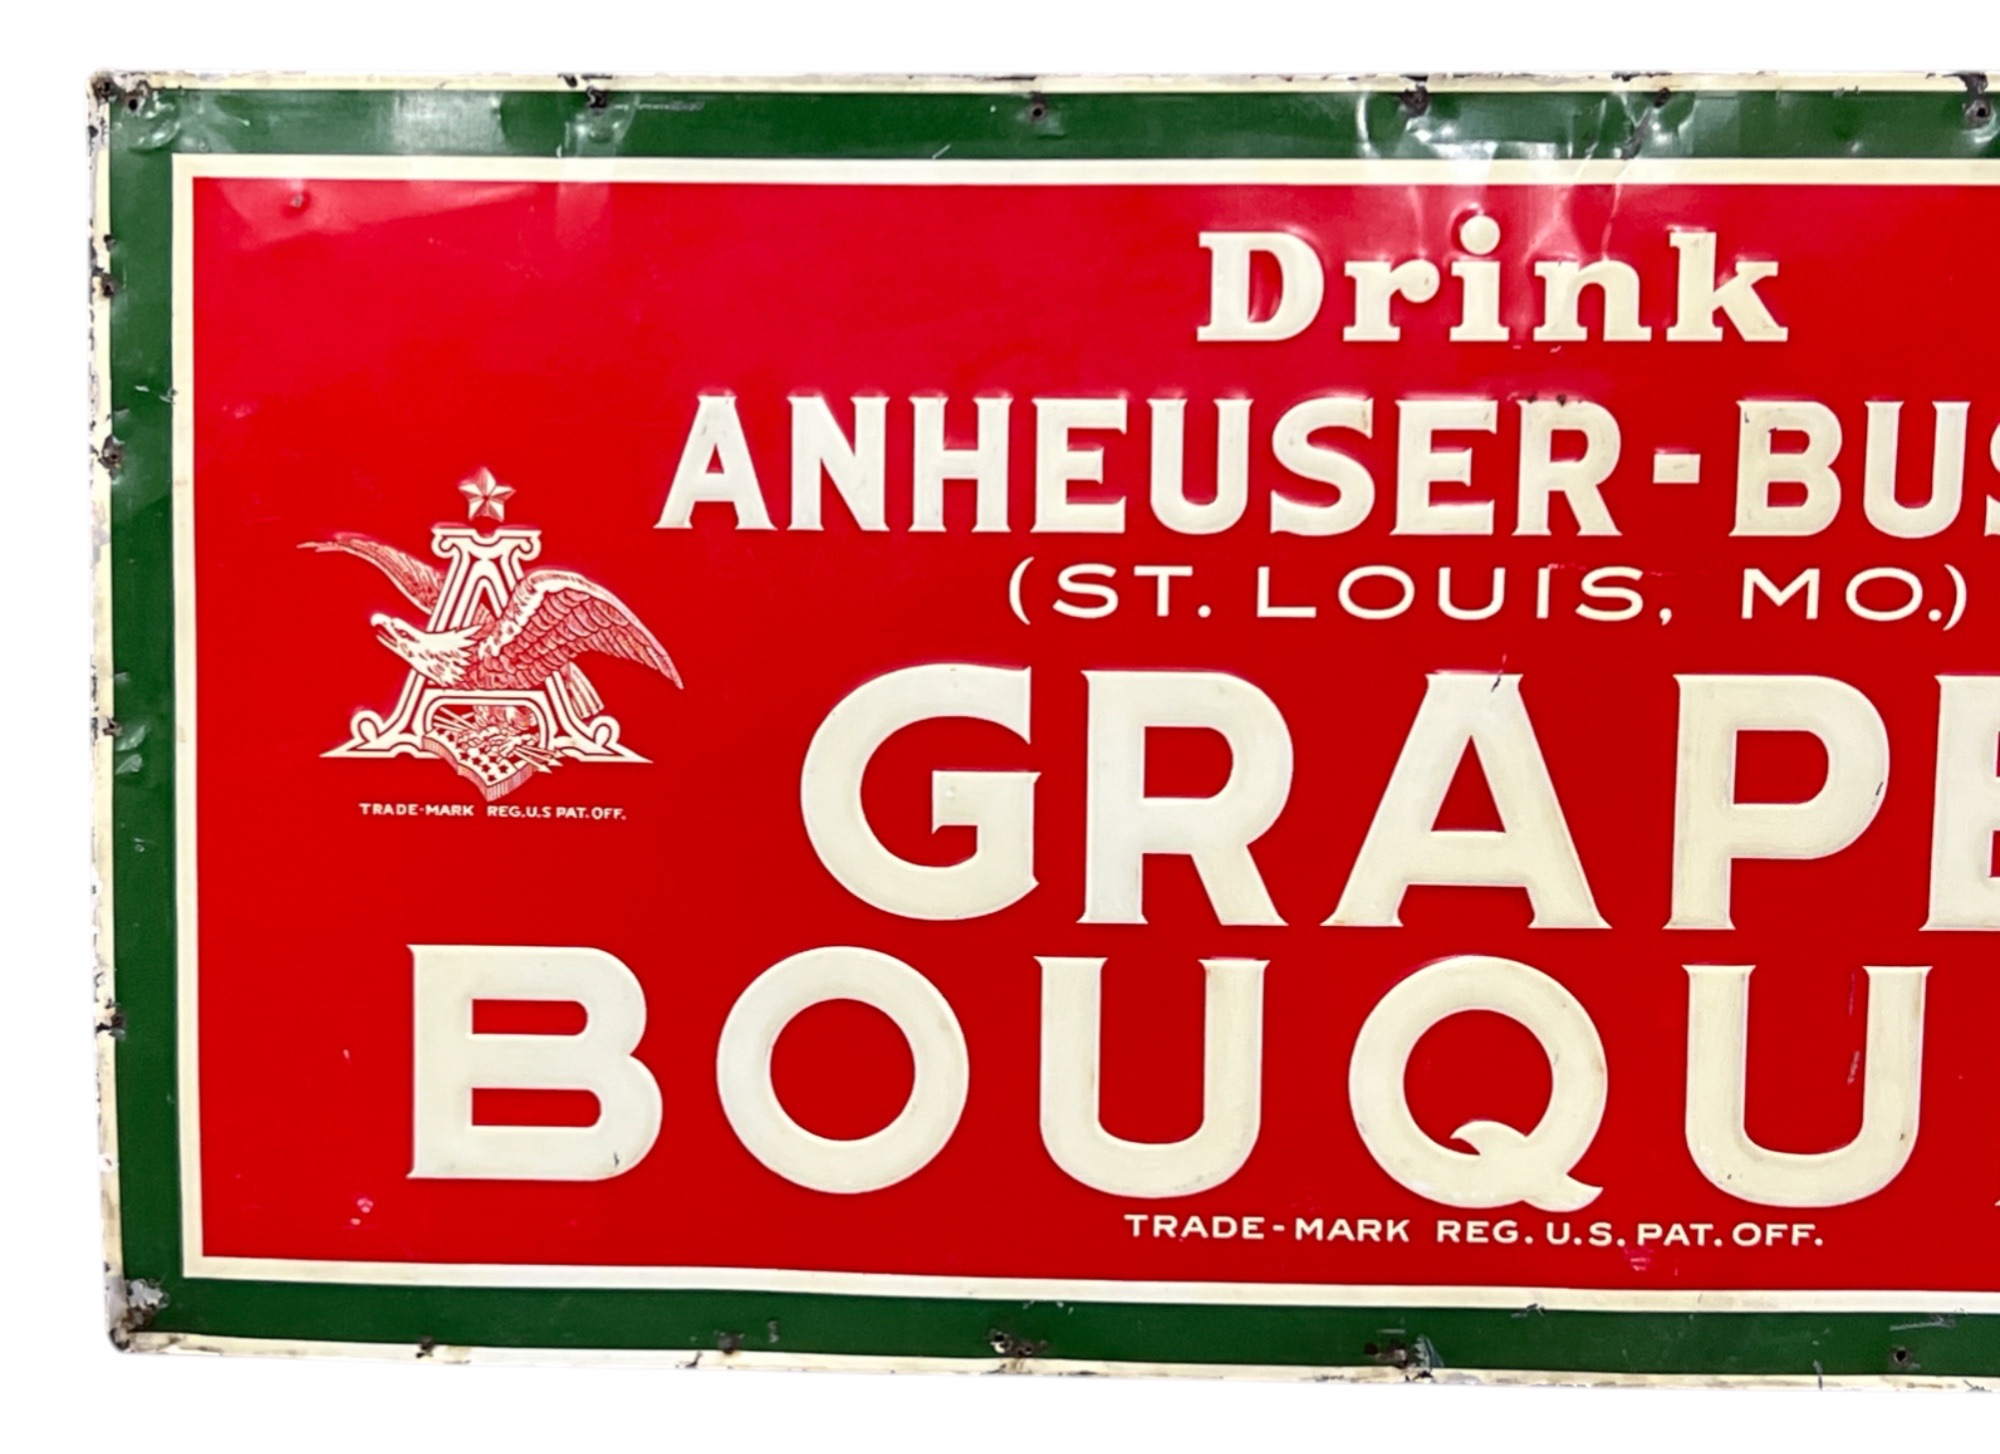 Drink
ANHEUSER-BUS
(ST. LOUIS, MO.)
A
TRADE-MARK REG.U.S PAT.OFF.
GRAPE
BOUQU
TRADE-MARK REG. U.S. PAT. OFF.